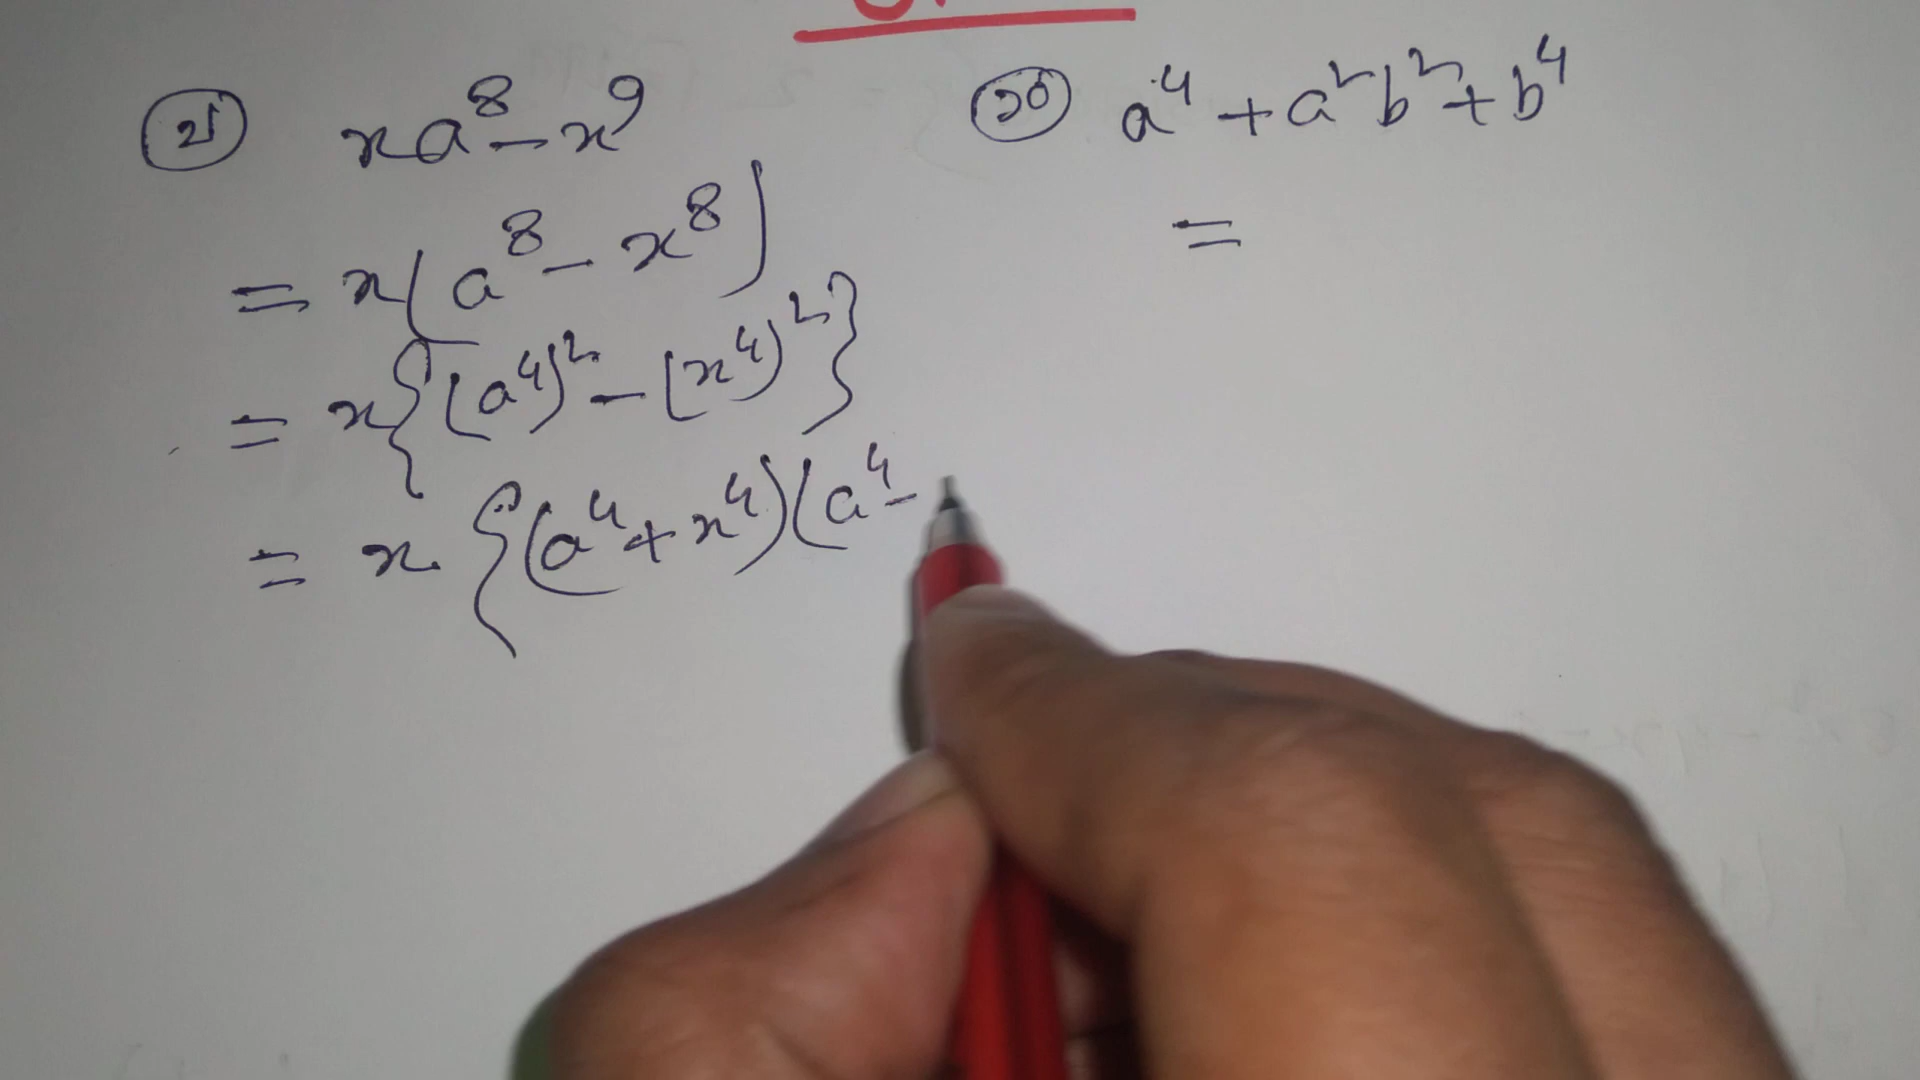 ৯ xa⁸ - x⁹
= x(a⁸ - x⁸)
= x{(a⁴)² - (x⁴)²}
= x{(a⁴ + x⁴)(a⁴ -
১০ a⁴ + a²b² + b⁴
=